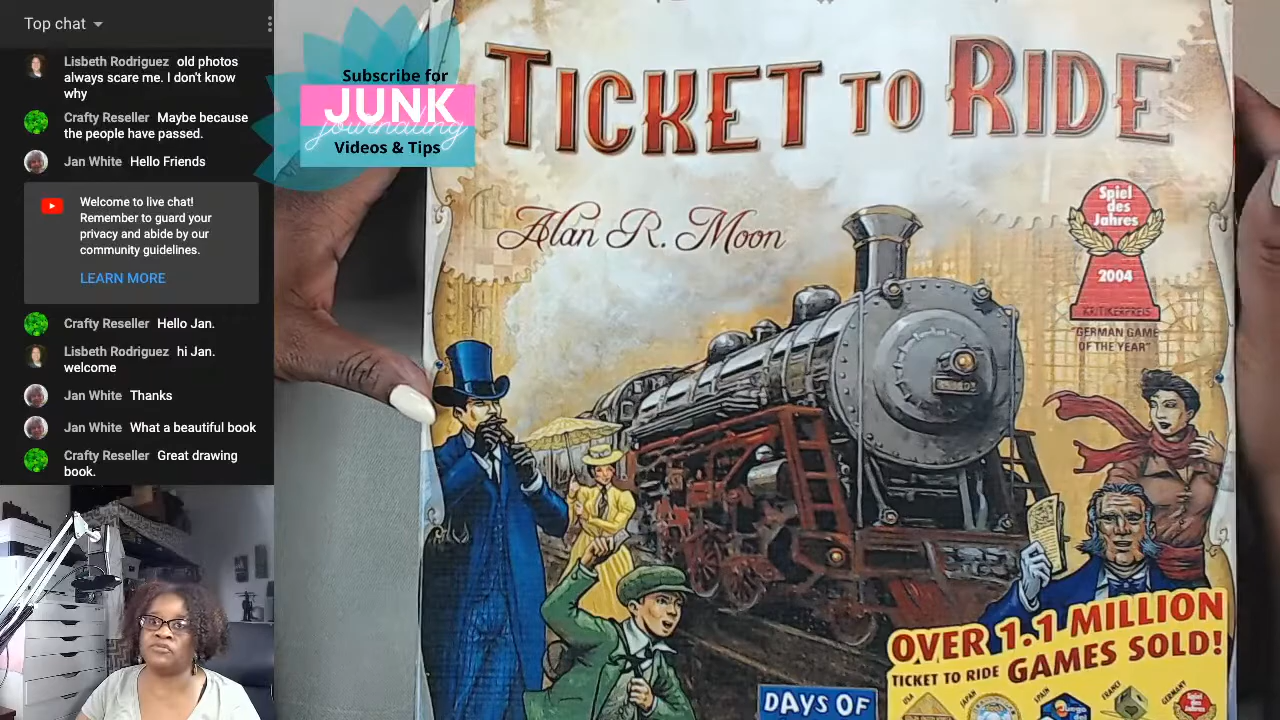 Top chat
Lisbeth Rodriguez old photos
always scare me. I don't know
why
Crafty Reseller Maybe because
the people have passed.
Jan White Hello Friends
Welcome to live chat!
Remember to guard your
privacy and abide by our
community guidelines.
LEARN MORE
Crafty Reseller Hello Jan.
Lisbeth Rodriguez hi Jan.
welcome
Jan White Thanks
Jan White What a beautiful book
Crafty Reseller Great drawing
book.
Subscribe for
JUNK
journaling
Videos & Tips
TICKET TO RIDE
Alan R. Moon
Spiel
des
Jahres
2004
KRITIKERPREIS
"GERMAN GAME
OF THE YEAR"
OVER 1.1 MILLION
TICKET TO RIDE GAMES SOLD!
USA
JAPAN
SPAIN
FRANCE
GERMANY
DAYS OF